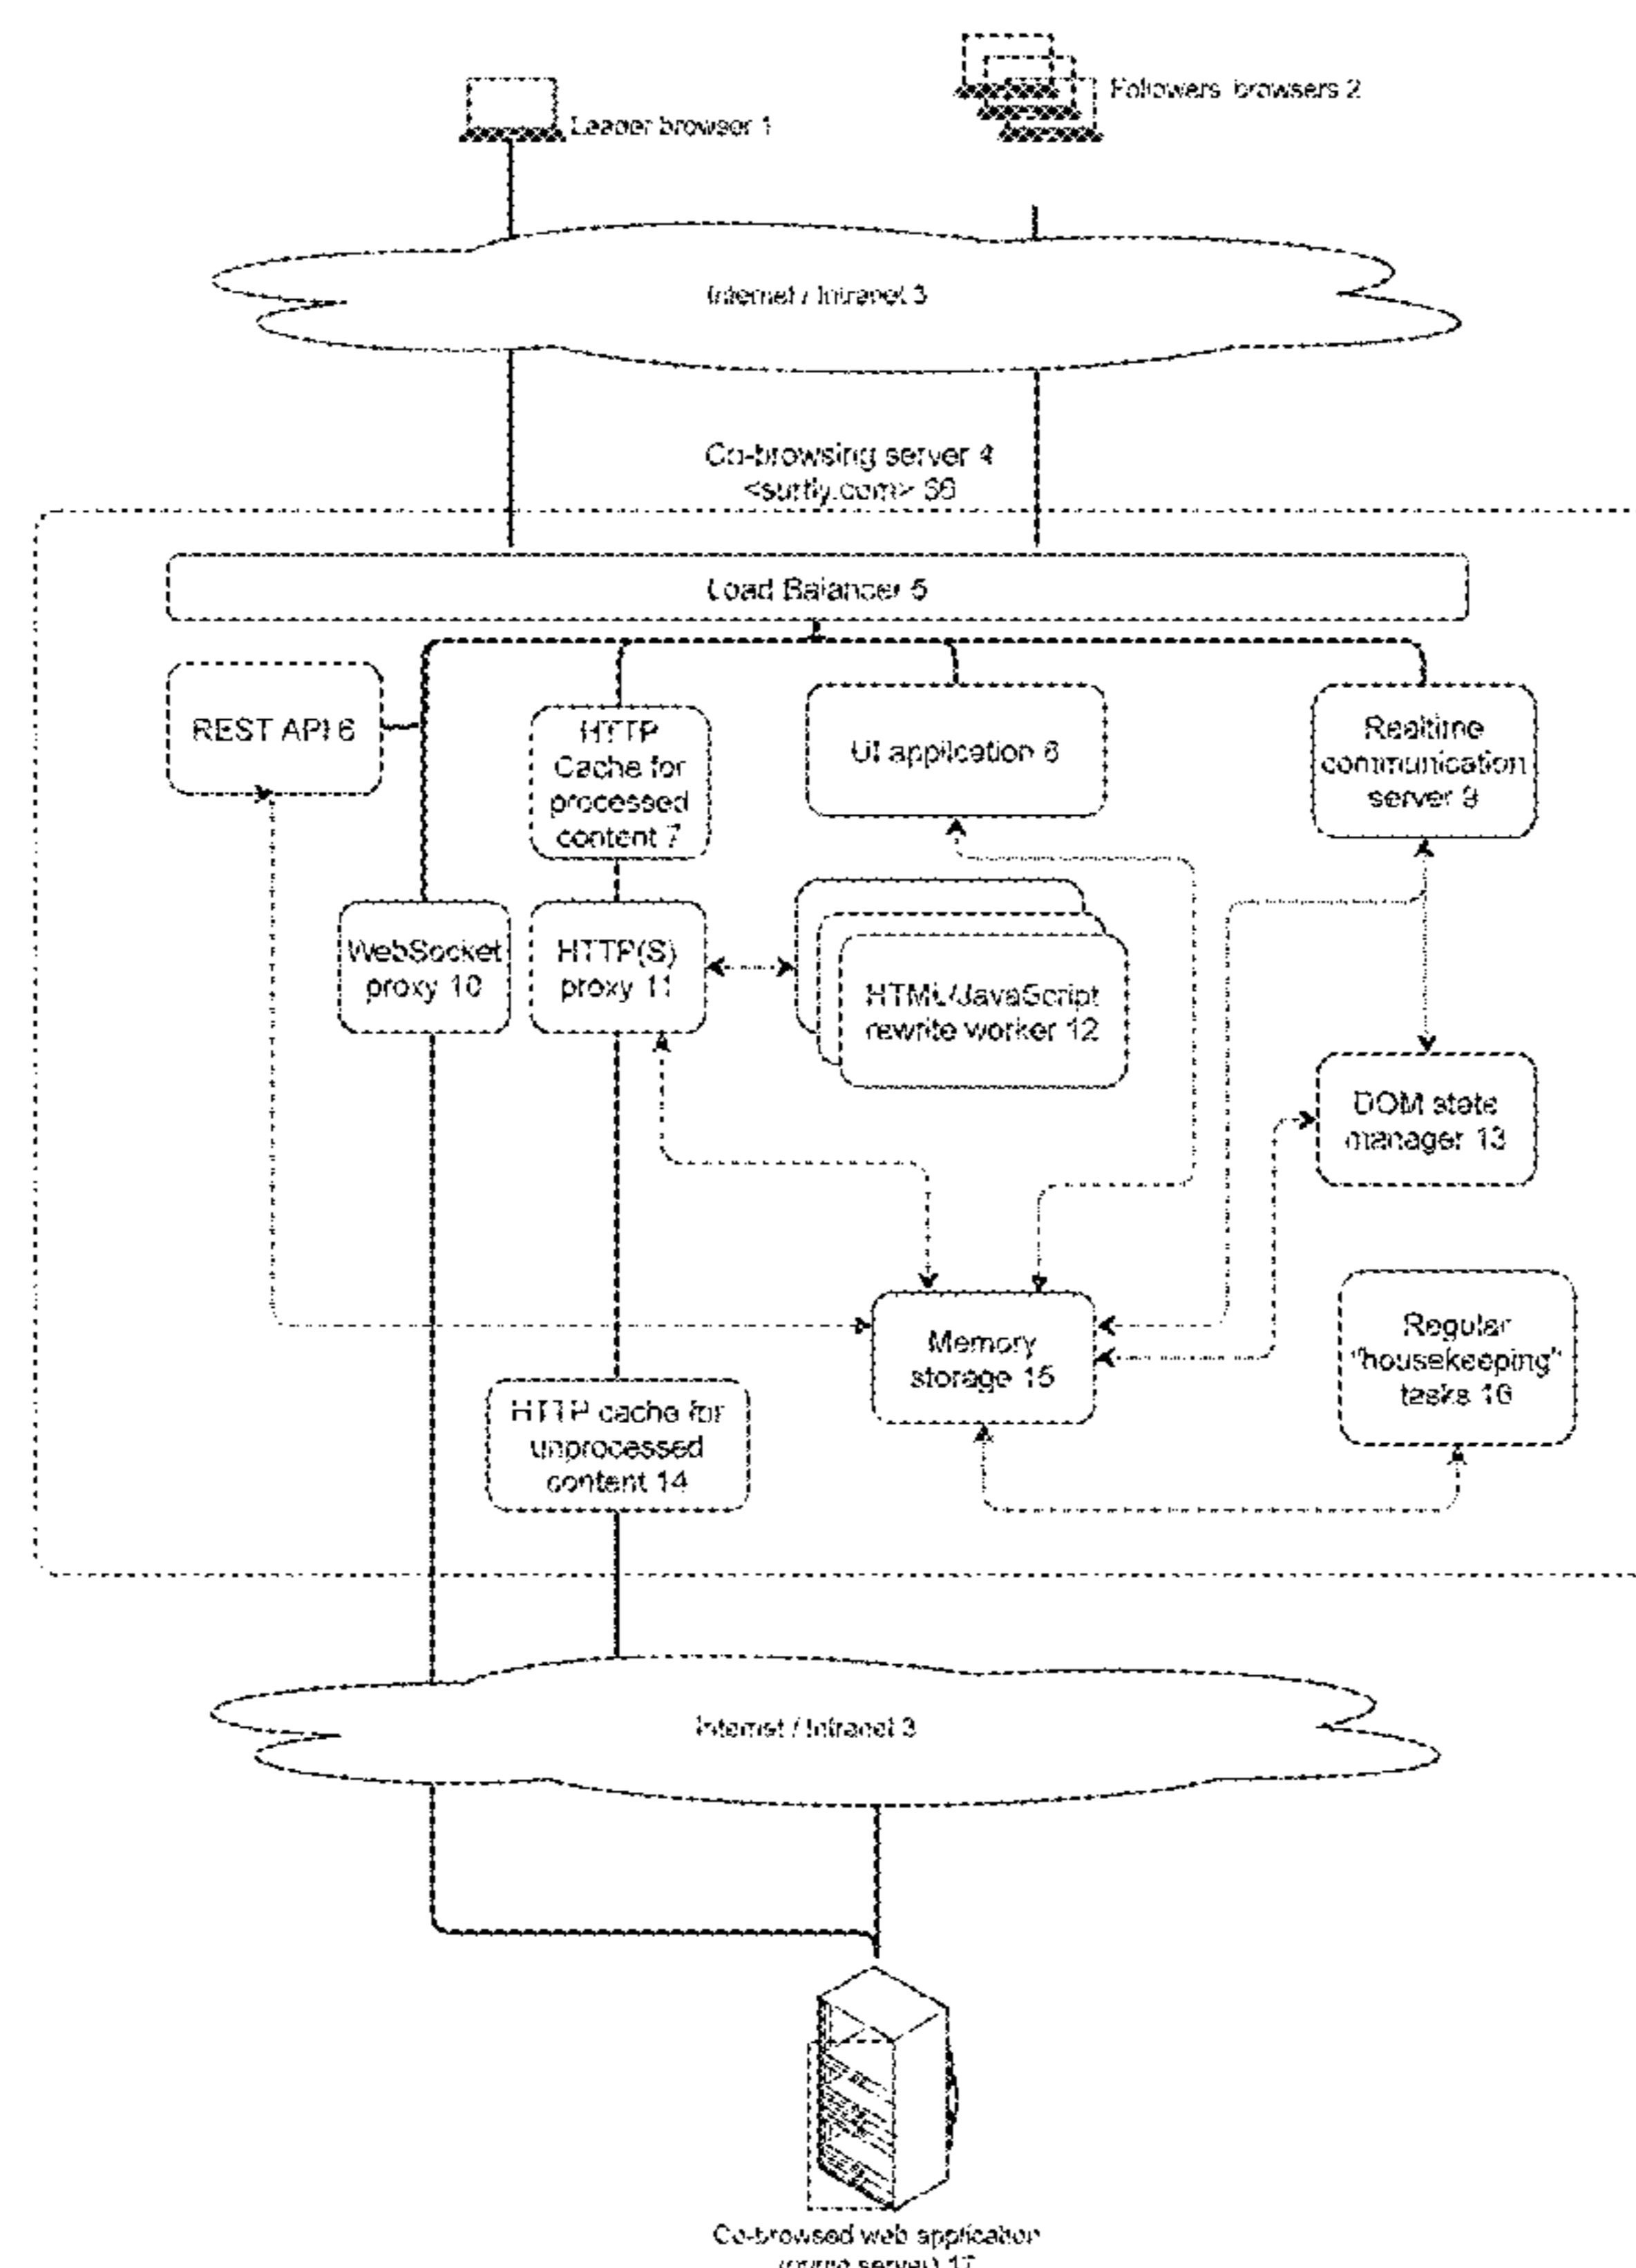 Leader browser 1
Followers browsers 2
Internet / Intranet 3
Co-browsing server 4
<surfly.com> 36
Load Balancer 5
REST API 6
HTTP
Cache for
processed
content 7
UI application 8
Realtime
communication
server 9
WebSocket
proxy 10
HTTP(S)
proxy 11
HTML/JavaScript
rewrite worker 12
DOM state
manager 13
Memory
storage 15
Regular
"housekeeping"
tasks 16
HTTP cache for
unprocessed
content 14
Internet / Intranet 3
Co-browsed web application
server) 17